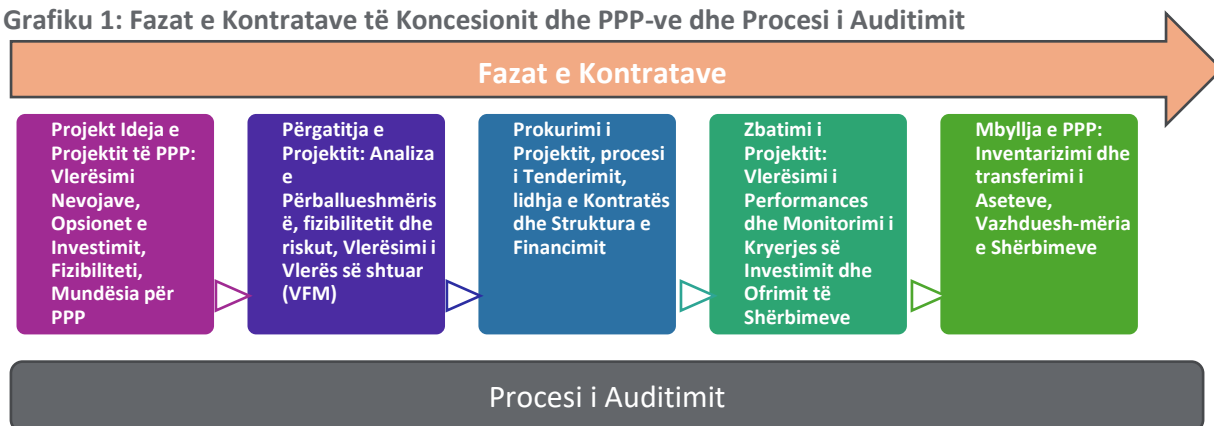 Grafiku 1: Fazat e Kontratave të Koncesionit dhe PPP-ve dhe Procesi i Auditimit
Fazat e Kontratave
Projekt Ideja e
Projektit të PPP:
Vlerësimi
Nevojave,
Opsionet e
Investimit,
Fizibiliteti,
Mundësia për
PPP
Përgatitja e
Projektit: Analiza
e
Përballueshmëris
ë, fizibilitetit dhe
riskut, Vlerësimi i
Vlerës së shtuar
(VFM)
Prokurimi i
Projektit, procesi
i Tenderimit,
lidhja e Kontratës
dhe Struktura e
Financimit
Zbatimi i
Projektit:
Vlerësimi i
Performances
dhe Monitorimi i
Kryerjes së
Investimit dhe
Ofrimit të
Shërbimeve
Mbyllja e PPP:
Inventarizimi dhe
transferimi i
Aseteve,
Vazhduesh-mëria
e Shërbimeve
Procesi i Auditimit